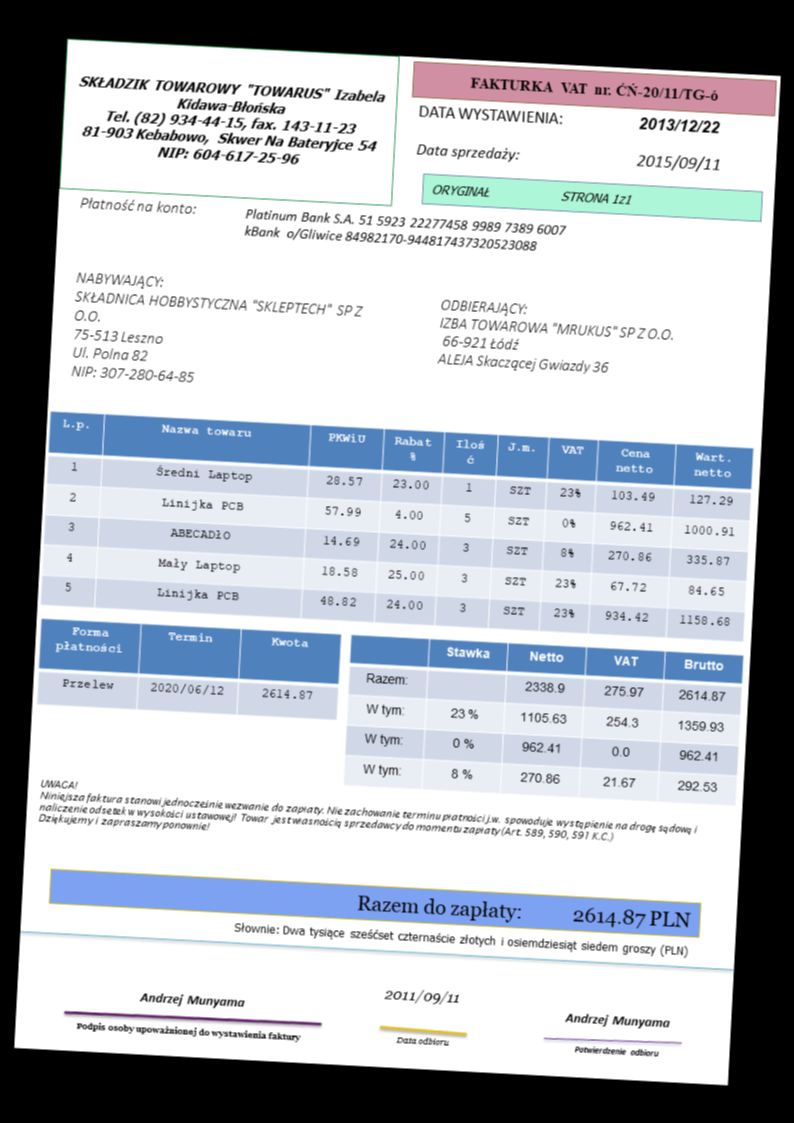 SKŁADZIK TOWAROWY "TOWARUS" Izabela
Kidawa-Błońska
Tel. (82) 934-44-15, fax. 143-11-23
81-903 Kebabowo, Skwer Na Bateryjce 54
NIP: 604-617-25-96
FAKTURKA VAT nr. ĆŃ-20/11/TG-6
DATA WYSTAWIENIA: 2013/12/22
Data sprzedaży: 2015/09/11
ORYGINAŁ STRONA 1z1
Płatność na konto:
Platinum Bank S.A. 51 5923 22277458 9989 7389 6007
kBank o/Gliwice 84982170-944817437320523088
NABYWAJĄCY:
SKŁADNICA HOBBYSTYCZNA "SKLEPTECH" SP Z
O.O.
75-513 Leszno
Ul. Polna 82
NIP: 307-280-64-85
ODBIERAJĄCY:
IZBA TOWAROWA "MRUKUS" SP Z O.O.
66-921 Łódź
ALEJA Skaczącej Gwiazdy 36
L.p. Nazwa towaru PKWiU Rabat % Iloś ć J.m. VAT Cena netto Wart. netto
1 Średni Laptop 28.57 23.00 1 SZT 23% 103.49 127.29
2 Linijka PCB 57.99 4.00 5 SZT 0% 962.41 1000.91
3 ABECADłO 14.69 24.00 3 SZT 8% 270.86 335.87
4 Mały Laptop 18.58 25.00 3 SZT 23% 67.72 84.65
5 Linijka PCB 48.82 24.00 3 SZT 23% 934.42 1158.68
Forma płatności Termin Kwota
Przelew 2020/06/12 2614.87
Stawka Netto VAT Brutto
Razem: 2338.9 275.97 2614.87
W tym: 23 % 1105.63 254.3 1359.93
W tym: 0 % 962.41 0.0 962.41
W tym: 8 % 270.86 21.67 292.53
UWAGA!
Niniejsza faktura stanowi jednocześnie wezwanie do zapłaty. Nie zachowanie terminu płatności j.w. spowoduje wystąpienie na drogę sądową i
naliczenie odsetek w wysokości ustawowej! Towar jest własnością sprzedawcy do momentu zapłaty (Art. 589, 590, 591 K.C.)
Dziękujemy i zapraszamy ponownie!
Razem do zapłaty: 2614.87 PLN
Słownie: Dwa tysiące sześćset czternaście złotych i osiemdziesiąt siedem groszy (PLN)
Andrzej Munyama
Podpis osoby upoważnionej do wystawienia faktury
2011/09/11
Data odbioru
Andrzej Munyama
Potwierdzenie odbioru